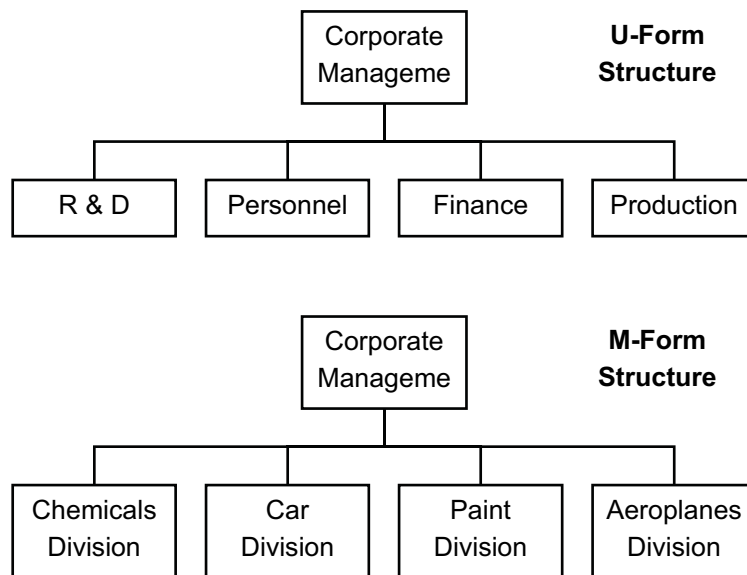 Corporate
Manageme
U-Form
Structure
R & D
Personnel
Finance
Production
Corporate
Manageme
M-Form
Structure
Chemicals
Division
Car
Division
Paint
Division
Aeroplanes
Division